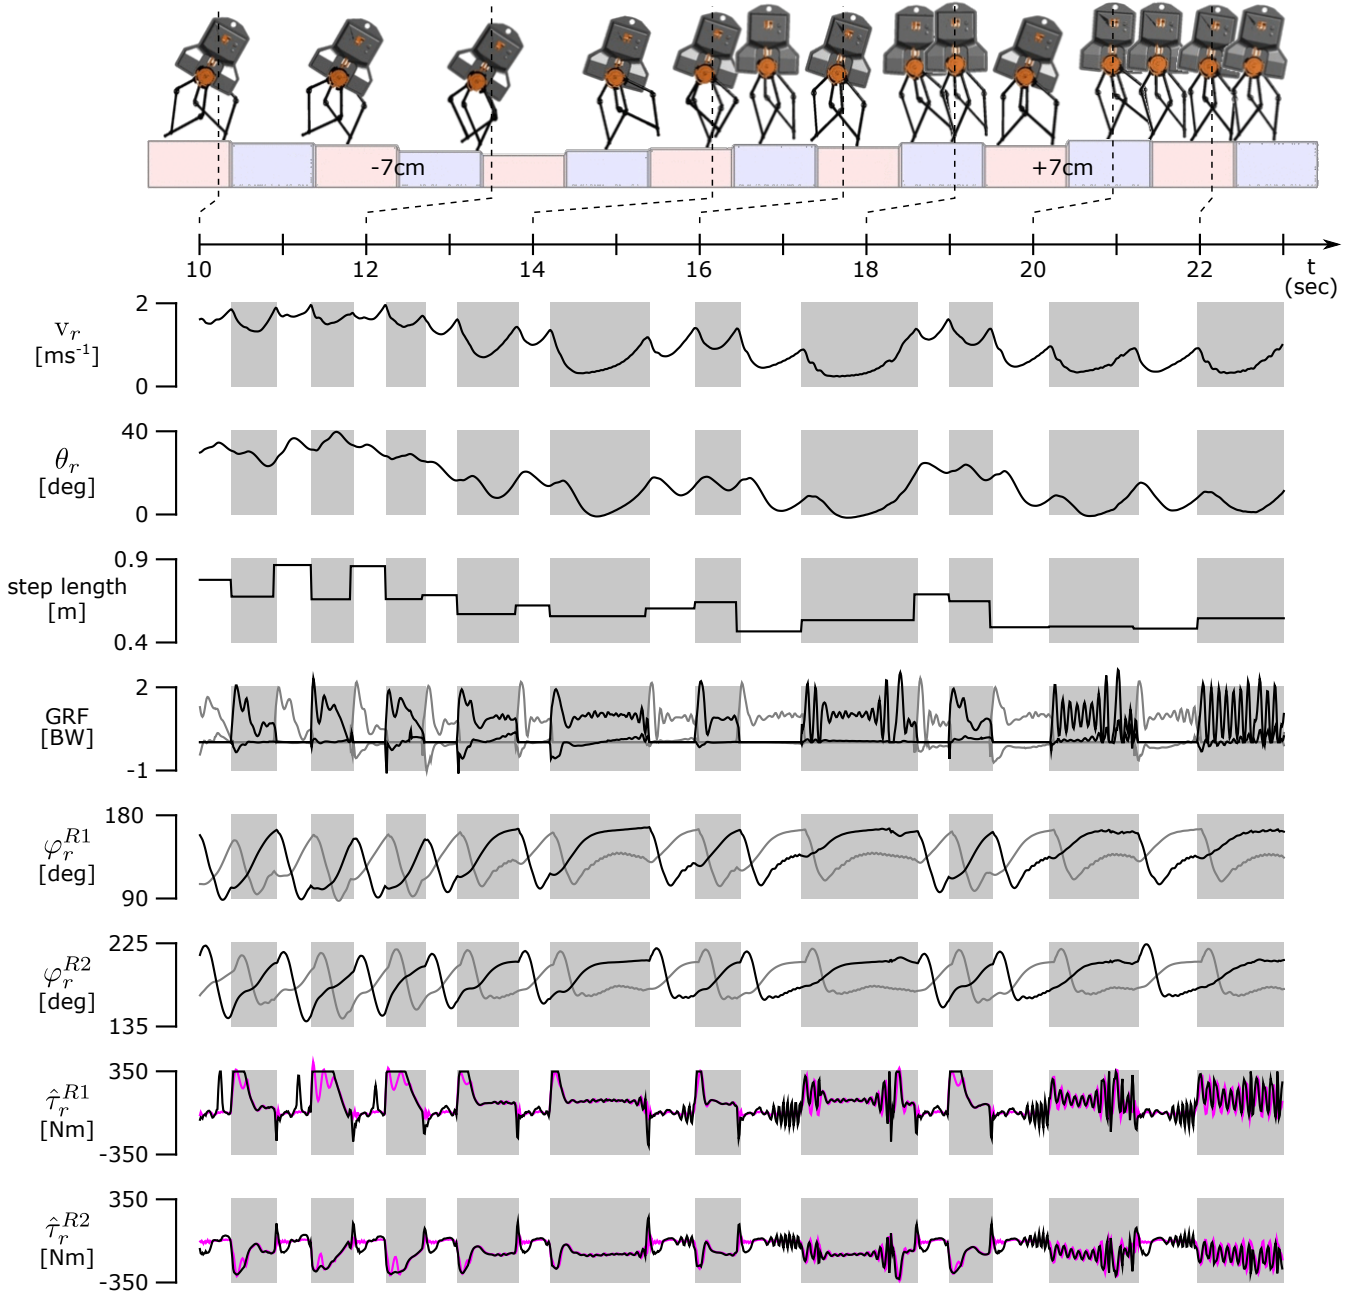 -7cm
+7cm
10 12 14 16 18 20 22 t
(sec)
2
v_r
[ms⁻¹]
0
40
θ_r
[deg]
0
0.9
step length
[m]
0.4
2
GRF
[BW]
-1
180
φ_r^{R1}
[deg]
90
225
φ_r^{R2}
[deg]
135
350
τ̂_r^{R1}
[Nm]
-350
350
τ̂_r^{R2}
[Nm]
-350